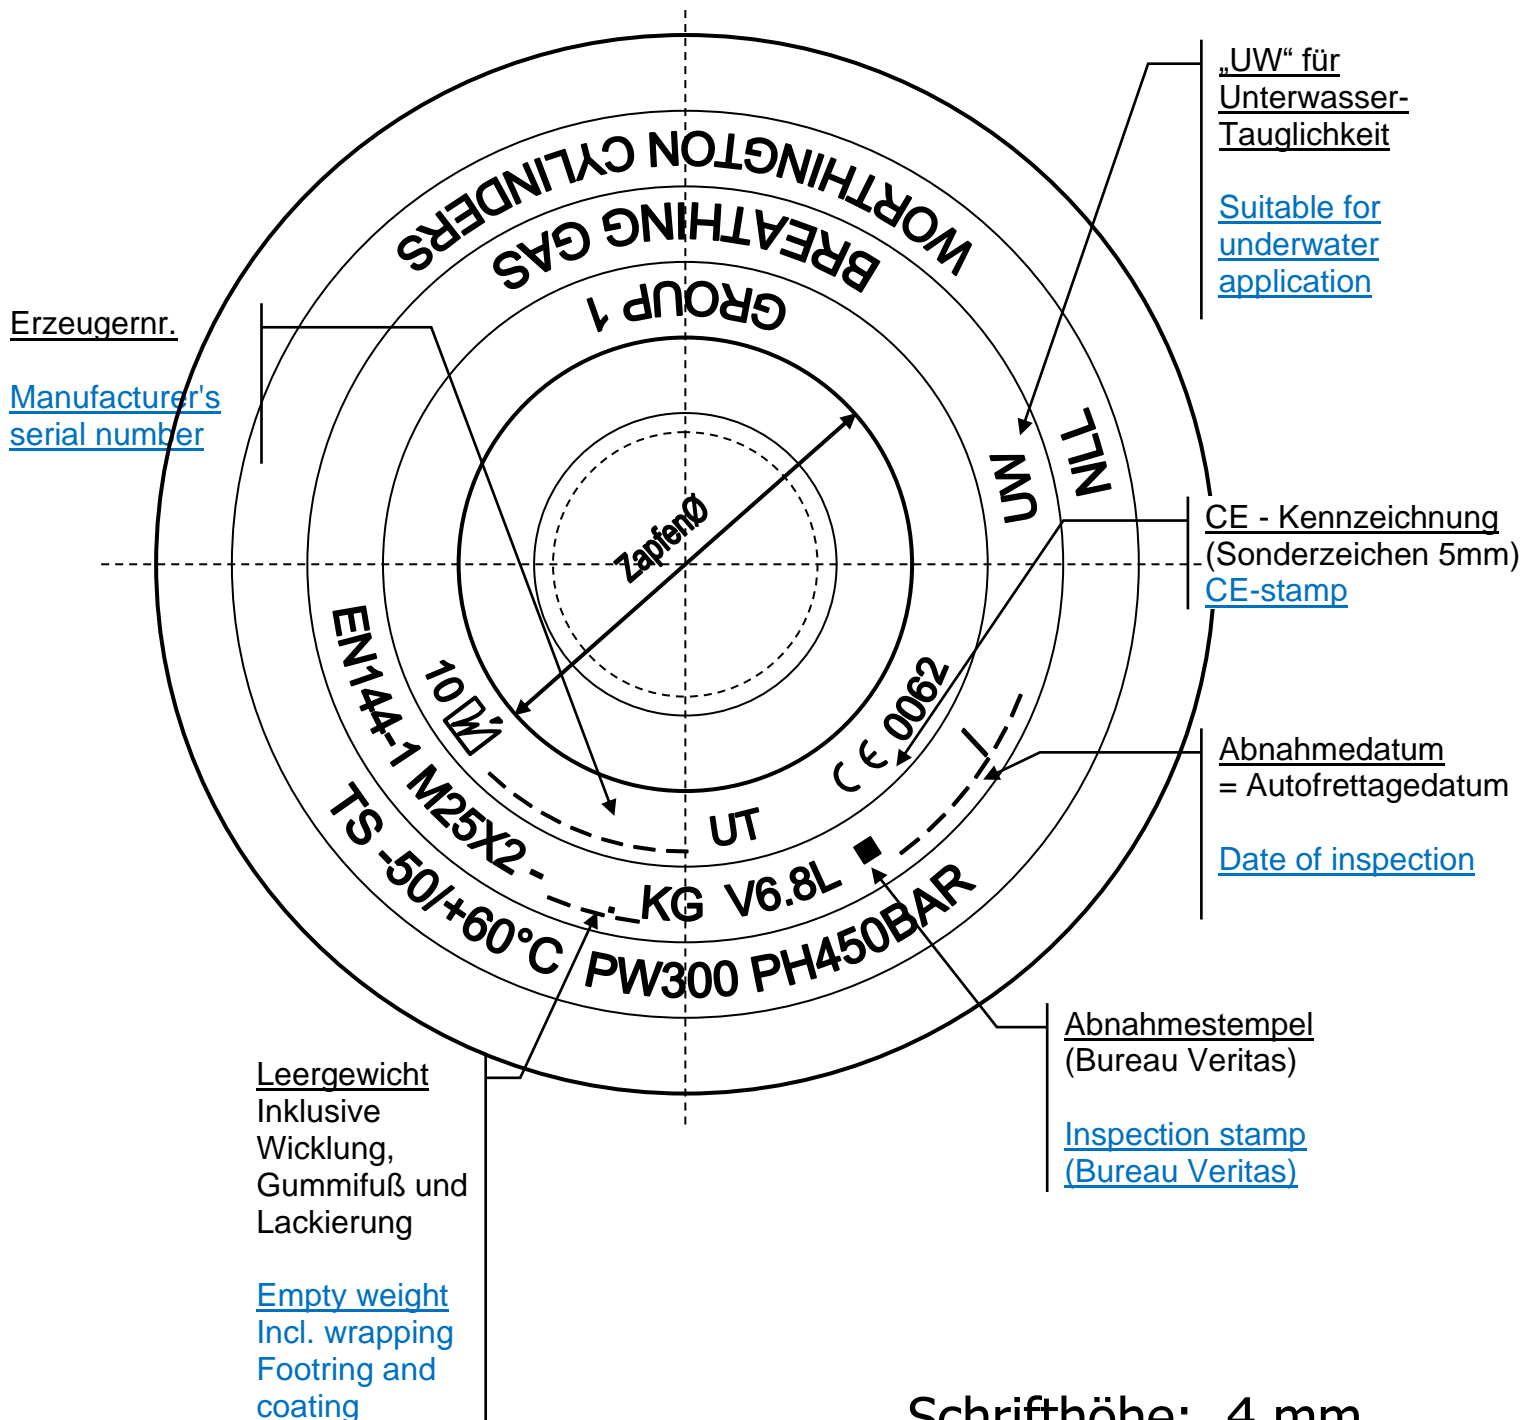 „UW“ für
Unterwasser-
Tauglichkeit
Suitable for
underwater
application
WORTHINGTON CYLINDERS
BREATHING GAS
GROUP 1
Erzeugernr.
Manufacturer's
serial number
NLL
UW
CE - Kennzeichnung
(Sonderzeichen 5mm)
CE-stamp
ZapfenØ
10
CE 0062
UT
EN144-1 M25X2 - . KG V6.8L /
TS -50/+60°C PW300 PH450BAR
Abnahmedatum
= Autofrettagedatum
Date of inspection
Abnahmestempel
(Bureau Veritas)
Inspection stamp
(Bureau Veritas)
Leergewicht
Inklusive
Wicklung,
Gummifuß und
Lackierung
Empty weight
Incl. wrapping
Footring and
coating
Schrifthöhe: 4 mm